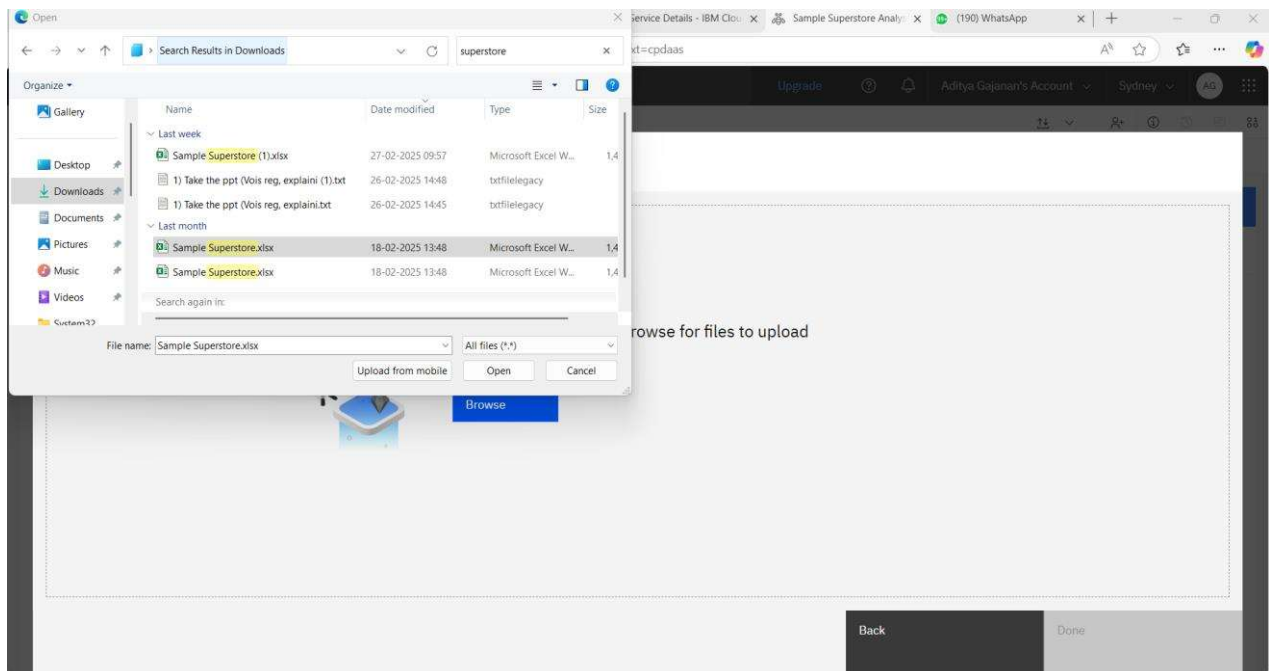 Open
Service Details - IBM Clou
Sample Superstore Analy
(190) WhatsApp
Search Results in Downloads
superstore
xt=cpdaas
Organize
Upgrade
Aditya Gajanan's Account
Sydney
AG
Gallery
Name Date modified Type Size
Last week
Desktop
Sample Superstore (1).xlsx 27-02-2025 09:57 Microsoft Excel W... 1,4
Downloads
1) Take the ppt (Vois reg, explaini (1).txt 26-02-2025 14:48 txtfilelegacy
Documents
1) Take the ppt (Vois reg, explaini.txt 26-02-2025 14:45 txtfilelegacy
Last month
Pictures
Sample Superstore.xlsx 18-02-2025 13:48 Microsoft Excel W... 1,4
Music
Sample Superstore.xlsx 18-02-2025 13:48 Microsoft Excel W... 1,4
Videos
Search again in:
System32
rowse for files to upload
File name: Sample Superstore.xlsx All files (*.*)
Upload from mobile Open Cancel
Browse
Back
Done